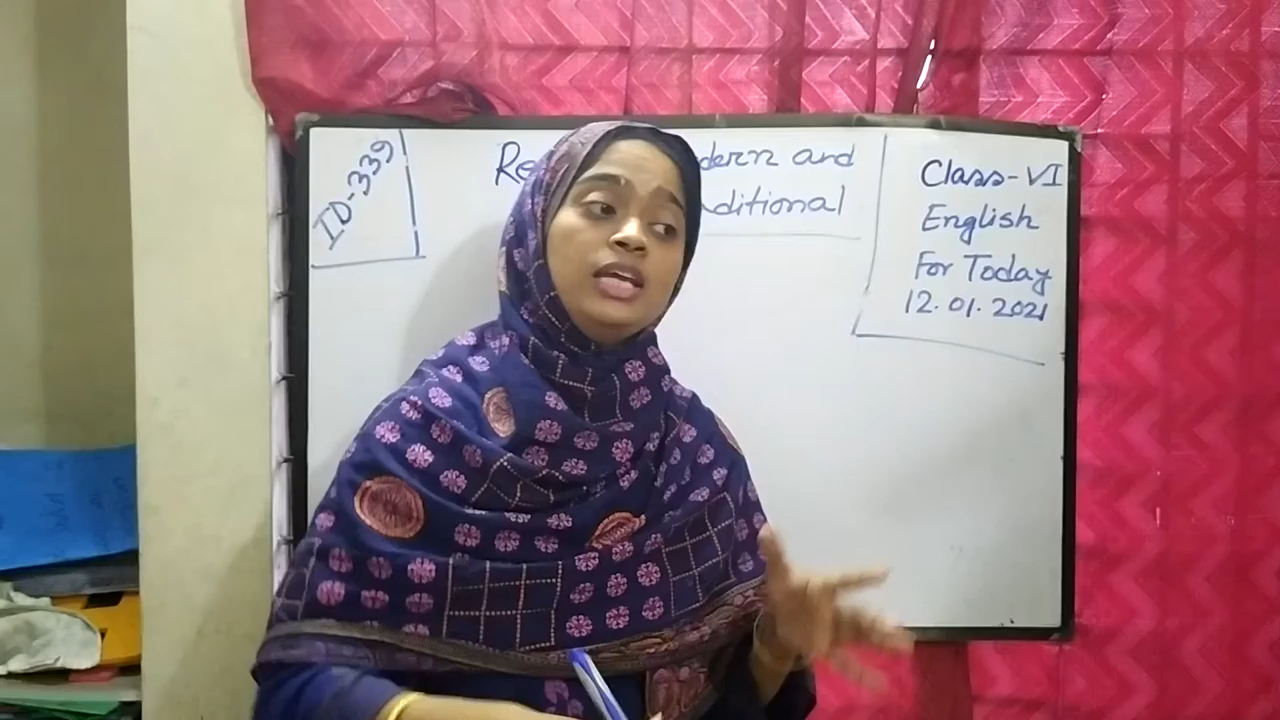 ID-339
Re dern and
ditional
Class-VI
English
For Today
12.01.2021